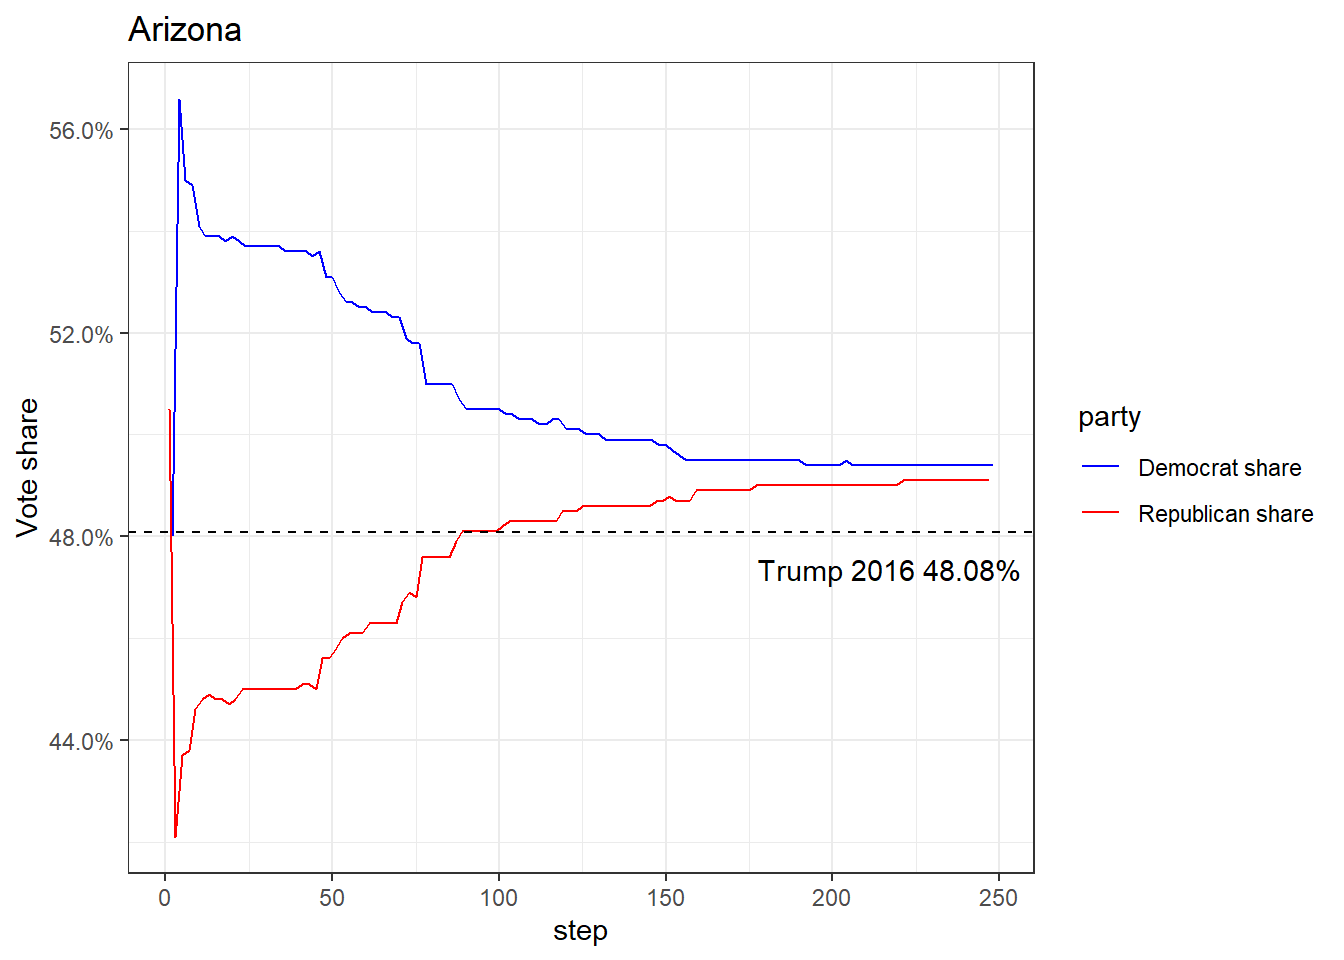 Arizona
56.0%
52.0%
48.0%
44.0%
Vote share
Trump 2016 48.08%
0
50
100
150
200
250
step
party
Democrat share
Republican share